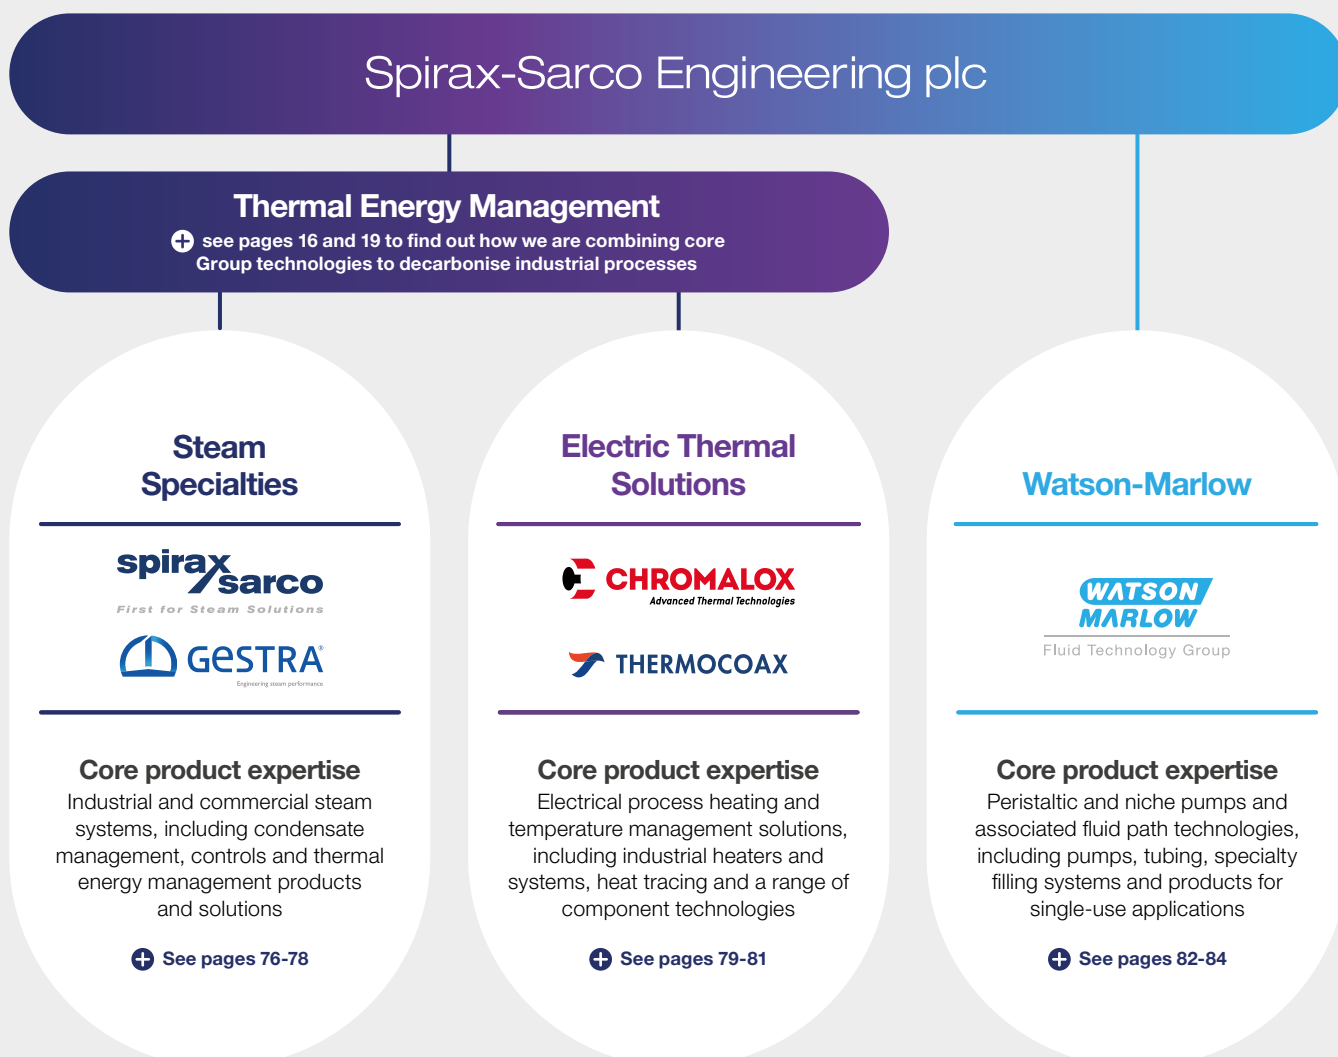 Spirax-Sarco Engineering plc
Thermal Energy Management
see pages 16 and 19 to find out how we are combining core
Group technologies to decarbonise industrial processes
Steam
Specialties
spirax
sarco
First for Steam Solutions
GESTRA®
Engineering steam performance
Core product expertise
Industrial and commercial steam
systems, including condensate
management, controls and thermal
energy management products
and solutions
See pages 76-78
Electric Thermal
Solutions
CHROMALOX
Advanced Thermal Technologies
THERMOCOAX
Core product expertise
Electrical process heating and
temperature management solutions,
including industrial heaters and
systems, heat tracing and a range of
component technologies
See pages 79-81
Watson-Marlow
WATSON
MARLOW
Fluid Technology Group
Core product expertise
Peristaltic and niche pumps and
associated fluid path technologies,
including pumps, tubing, specialty
filling systems and products for
single-use applications
See pages 82-84